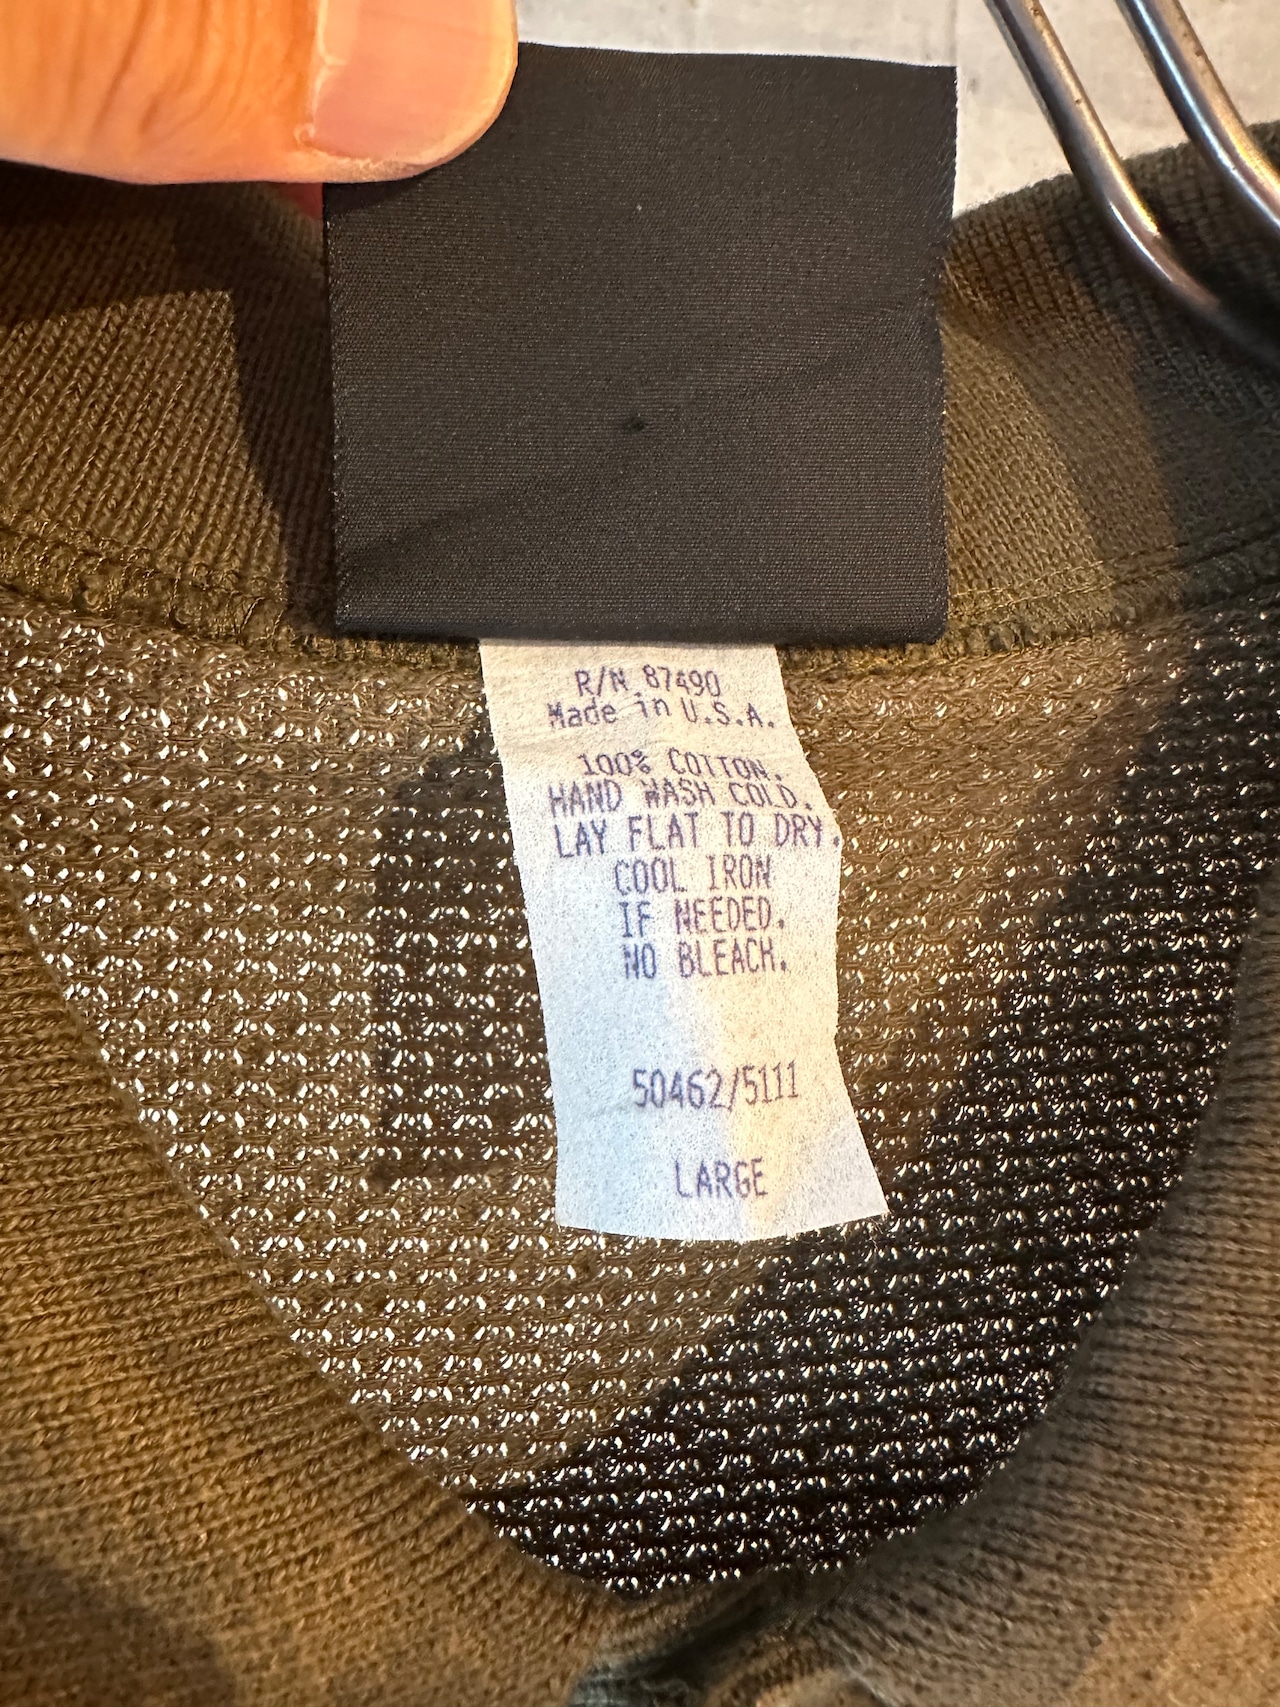 R/N 87490
Made in U.S.A.
100% COTTON.
HAND WASH COLD.
LAY FLAT TO DRY.
COOL IRON
IF NEEDED.
NO BLEACH.
50462/5111
LARGE